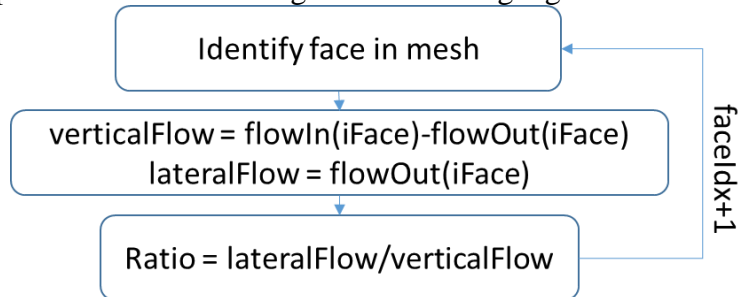 Identify face in mesh
verticalFlow = flowIn(iFace)-flowOut(iFace)
lateralFlow = flowOut(iFace)
Ratio = lateralFlow/verticalFlow
faceIdx+1